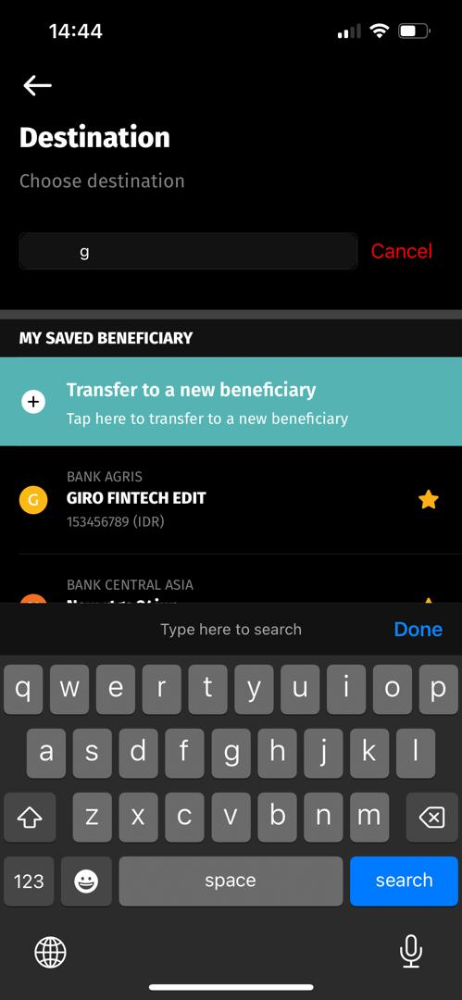 14:44
Destination
Choose destination
g
Cancel
MY SAVED BENEFICIARY
Transfer to a new beneficiary
Tap here to transfer to a new beneficiary
BANK AGRIS
G
GIRO FINTECH EDIT
153456789 (IDR)
BANK CENTRAL ASIA
Type here to search
Done
q w e r t y u i o p
a s d f g h j k l
z x c v b n m
123
space
search